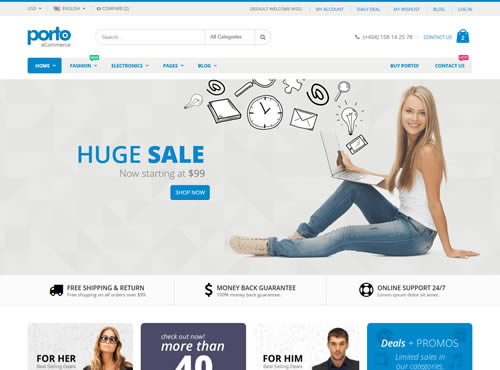 USD ENGLISH COMPARE (2) DEFAULT WELCOME MSG! MY ACCOUNT DAILY DEAL MY WISHLIST BLOG LOG IN
porto
eCommerce
Search All Categories
(+404) 158 14 25 78 CONTACT US 2
NEW HOT
HOME FASHION ELECTRONICS PAGES BLOG BUY PORTO! CONTACT US
HUGE SALE
Now starting at $99
SHOP NOW
FREE SHIPPING & RETURN
Free shipping on all orders over $99.
MONEY BACK GUARANTEE
100% money back guarantee.
ONLINE SUPPORT 24/7
Lorem ipsum dolor sit amet.
FOR HER
Best Selling Deals
check out now!
more than
40
FOR HIM
Best Selling Deals
Deals + PROMOS
Limited sales in
our categories.